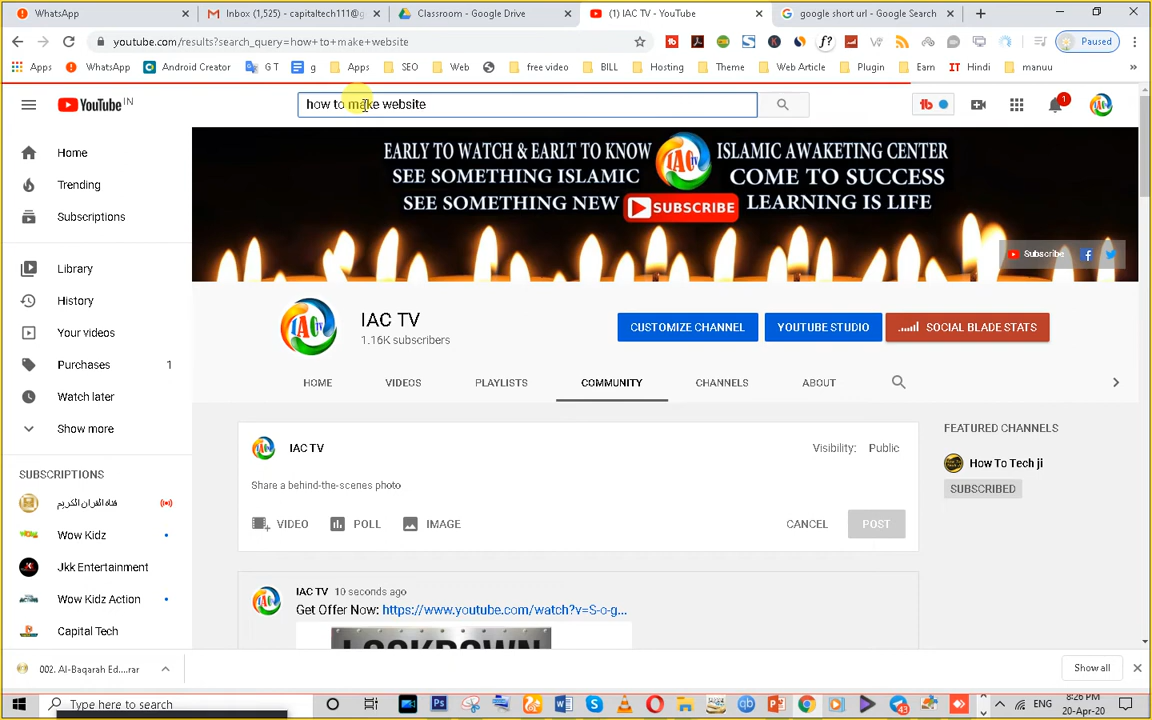 WhatsApp
Inbox (1,525) - capitaltech111@g
Classroom - Google Drive
(1) IAC TV - YouTube
google short url - Google Search
youtube.com/results?search_query=how+to+make+website
Paused
Apps
WhatsApp
Android Creator
G T
g
Apps
SEO
Web
free video
BILL
Hosting
Theme
Web Article
Plugin
Earn
IT Hindi
manuu
YouTube IN
how to make website
tb
1
Home
Trending
Subscriptions
Library
History
Your videos
Purchases 1
Watch later
Show more
SUBSCRIPTIONS
قناة القران الكريم
Wow Kidz
Jkk Entertainment
Wow Kidz Action
Capital Tech
EARLY TO WATCH & EARLT TO KNOW
SEE SOMETHING ISLAMIC
SEE SOMETHING NEW
IAC TV
SUBSCRIBE
ISLAMIC AWAKETING CENTER
COME TO SUCCESS
LEARNING IS LIFE
Subscribe
IAC TV
1.16K subscribers
CUSTOMIZE CHANNEL
YOUTUBE STUDIO
SOCIAL BLADE STATS
HOME
VIDEOS
PLAYLISTS
COMMUNITY
CHANNELS
ABOUT
IAC TV
Visibility: Public
Share a behind-the-scenes photo
VIDEO
POLL
IMAGE
CANCEL
POST
FEATURED CHANNELS
How To Tech ji
SUBSCRIBED
IAC TV 10 seconds ago
Get Offer Now: https://www.youtube.com/watch?v=S-o-g...
LOCKDOWN
002. Al-Baqarah Ed....rar
Show all
Type here to search
43
ENG
8:26 PM
20-Apr-20